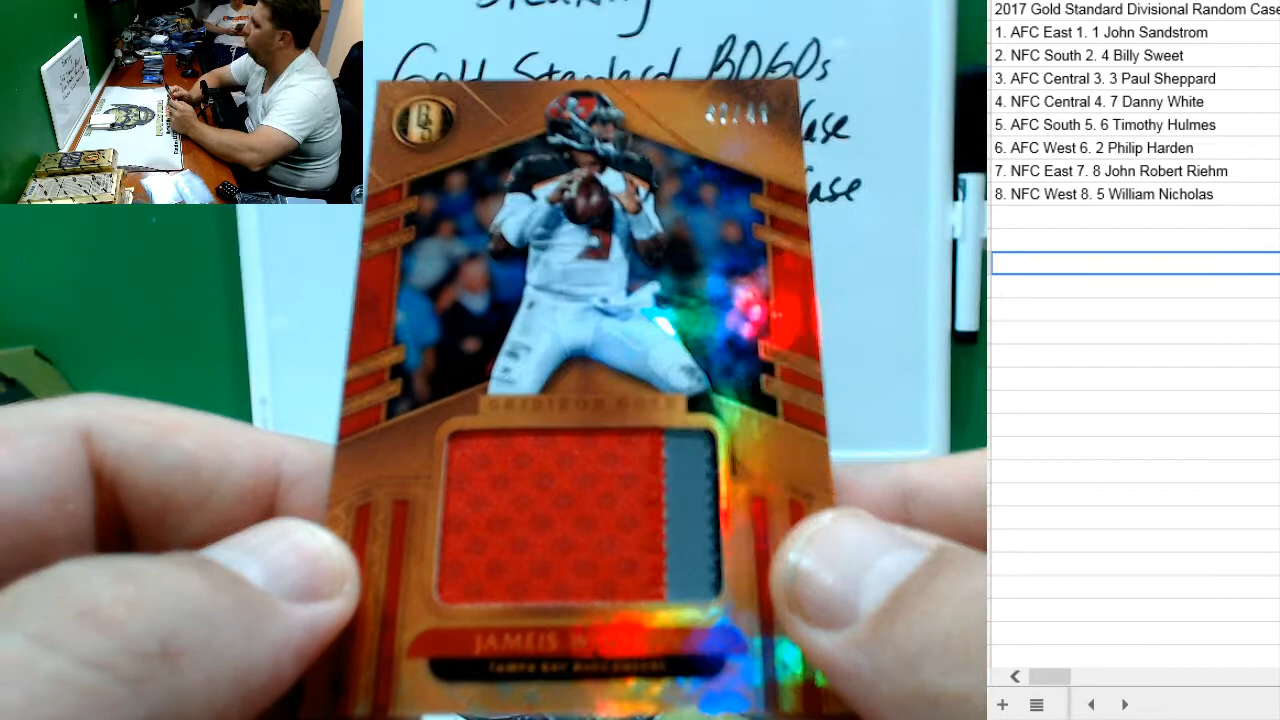 Breaking
Gold Standard BOGOs
ase
ase
GRIDIRON GOLD
JAMEIS
TAMPA BAY BUCCANEERS
2017 Gold Standard Divisional Random Case
1. AFC East 1. 1 John Sandstrom
2. NFC South 2. 4 Billy Sweet
3. AFC Central 3. 3 Paul Sheppard
4. NFC Central 4. 7 Danny White
5. AFC South 5. 6 Timothy Hulmes
6. AFC West 6. 2 Philip Harden
7. NFC East 7. 8 John Robert Riehm
8. NFC West 8. 5 William Nicholas